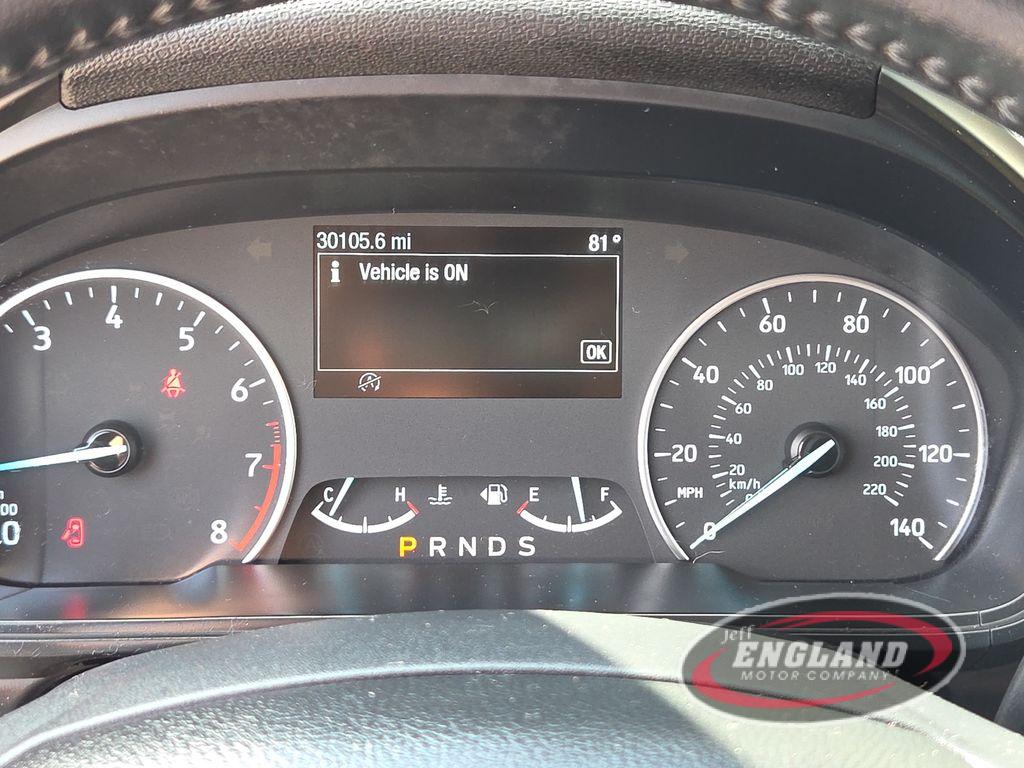 30105.6 mi 81°
i Vehicle is ON
OK
3 4 5 6 7 8
C H E F
P R N D S
0 20 40 60 80 100 120 140
MPH
20 40 60 80 100 120 140 160 180 200 220
km/h
Jeff
ENGLAND
MOTOR COMPANY